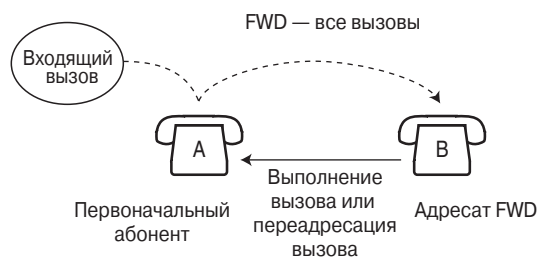 FWD — все вызовы
Входящий
вызов
A
B
Выполнение
вызова или
переадресация
вызова
Первоначальный
абонент
Адресат FWD